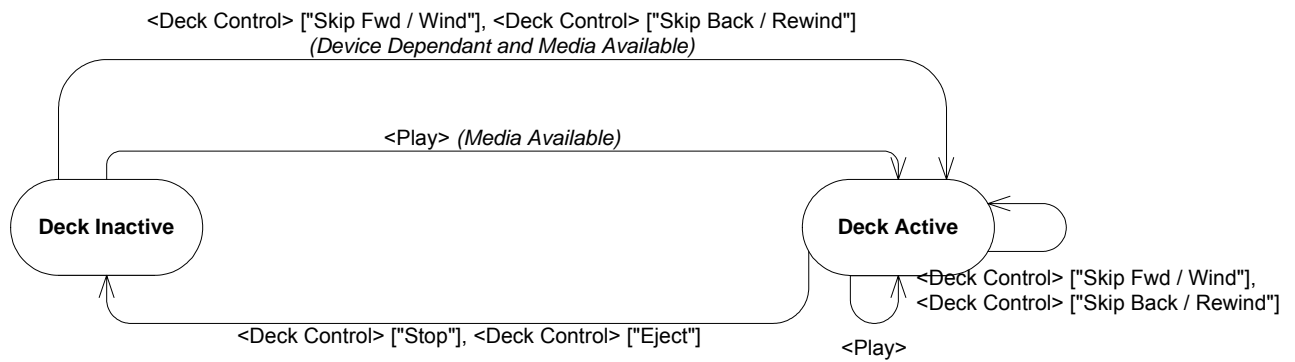 <Deck Control> ["Skip Fwd / Wind"], <Deck Control> ["Skip Back / Rewind"]
(Device Dependant and Media Available)
<Play> (Media Available)
Deck Inactive
Deck Active
<Deck Control> ["Skip Fwd / Wind"],
<Deck Control> ["Skip Back / Rewind"]
<Deck Control> ["Stop"], <Deck Control> ["Eject"]
<Play>